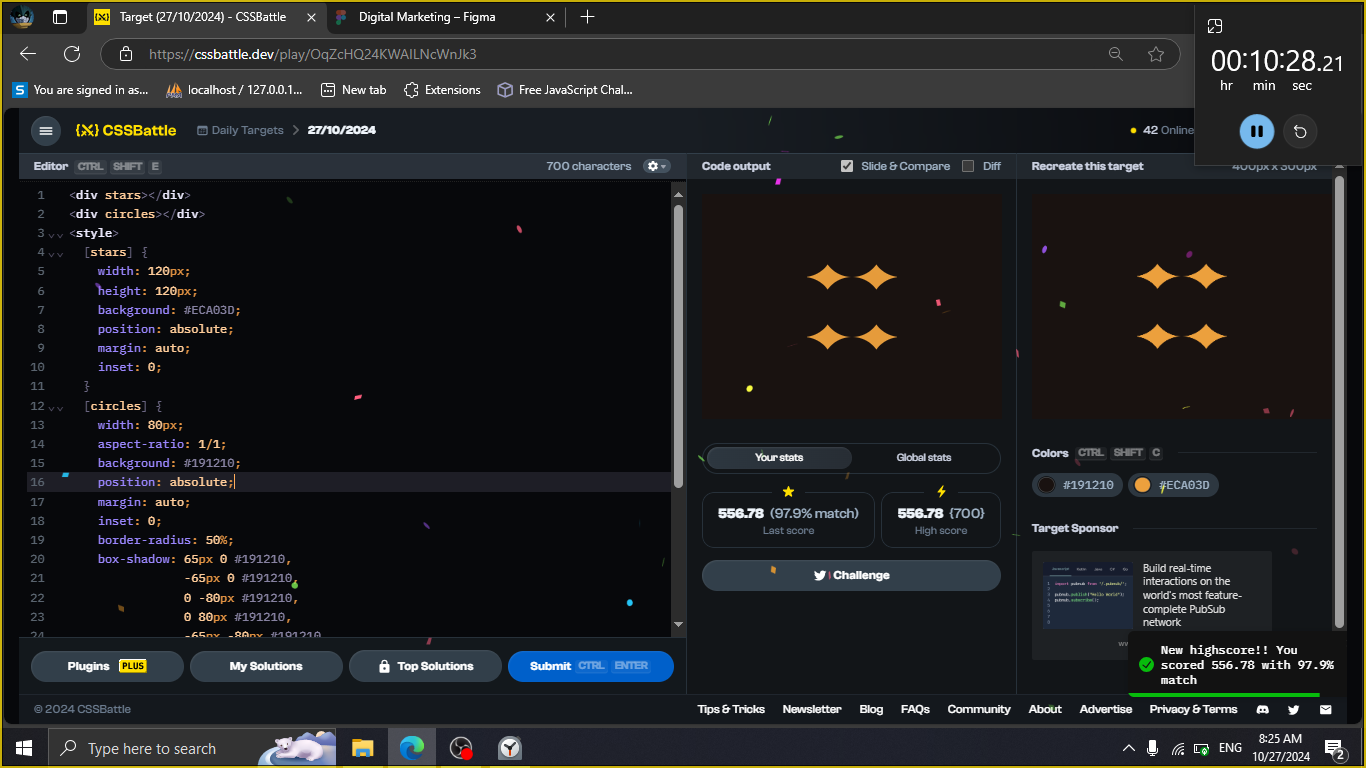 Target (27/10/2024) - CSSBattle
Digital Marketing – Figma
https://cssbattle.dev/play/OqZcHQ24KWAILNcWnJk3
You are signed in as...
localhost / 127.0.0.1...
New tab
Extensions
Free JavaScript Chal...
00:10:28.21
hr min sec
CSSBattle
Daily Targets
27/10/2024
42 Online
Editor CTRL SHIFT E
700 characters
Code output
Slide & Compare
Diff
Recreate this target
400px x 300px
1 <div stars></div>
2 <div circles></div>
3 <style>
4 [stars] {
5 width: 120px;
6 height: 120px;
7 background: #ECA03D;
8 position: absolute;
9 margin: auto;
10 inset: 0;
11 }
12 [circles] {
13 width: 80px;
14 aspect-ratio: 1/1;
15 background: #191210;
16 position: absolute;
17 margin: auto;
18 inset: 0;
19 border-radius: 50%;
20 box-shadow: 65px 0 #191210,
21 -65px 0 #191210,
22 0 -80px #191210,
23 0 80px #191210,
24 -65px -80px #191210
Your stats
Global stats
556.78 (97.9% match)
Last score
556.78 {700}
High score
Challenge
Colors CTRL SHIFT C
#191210
#ECA03D
Target Sponsor
Build real-time
interactions on the
world's most feature-
complete PubSub
network
New highscore!! You
scored 556.78 with 97.9%
match
Plugins PLUS
My Solutions
Top Solutions
Submit CTRL ENTER
© 2024 CSSBattle
Tips & Tricks
Newsletter
Blog
FAQs
Community
About
Advertise
Privacy & Terms
Type here to search
ENG
8:25 AM
10/27/2024
2